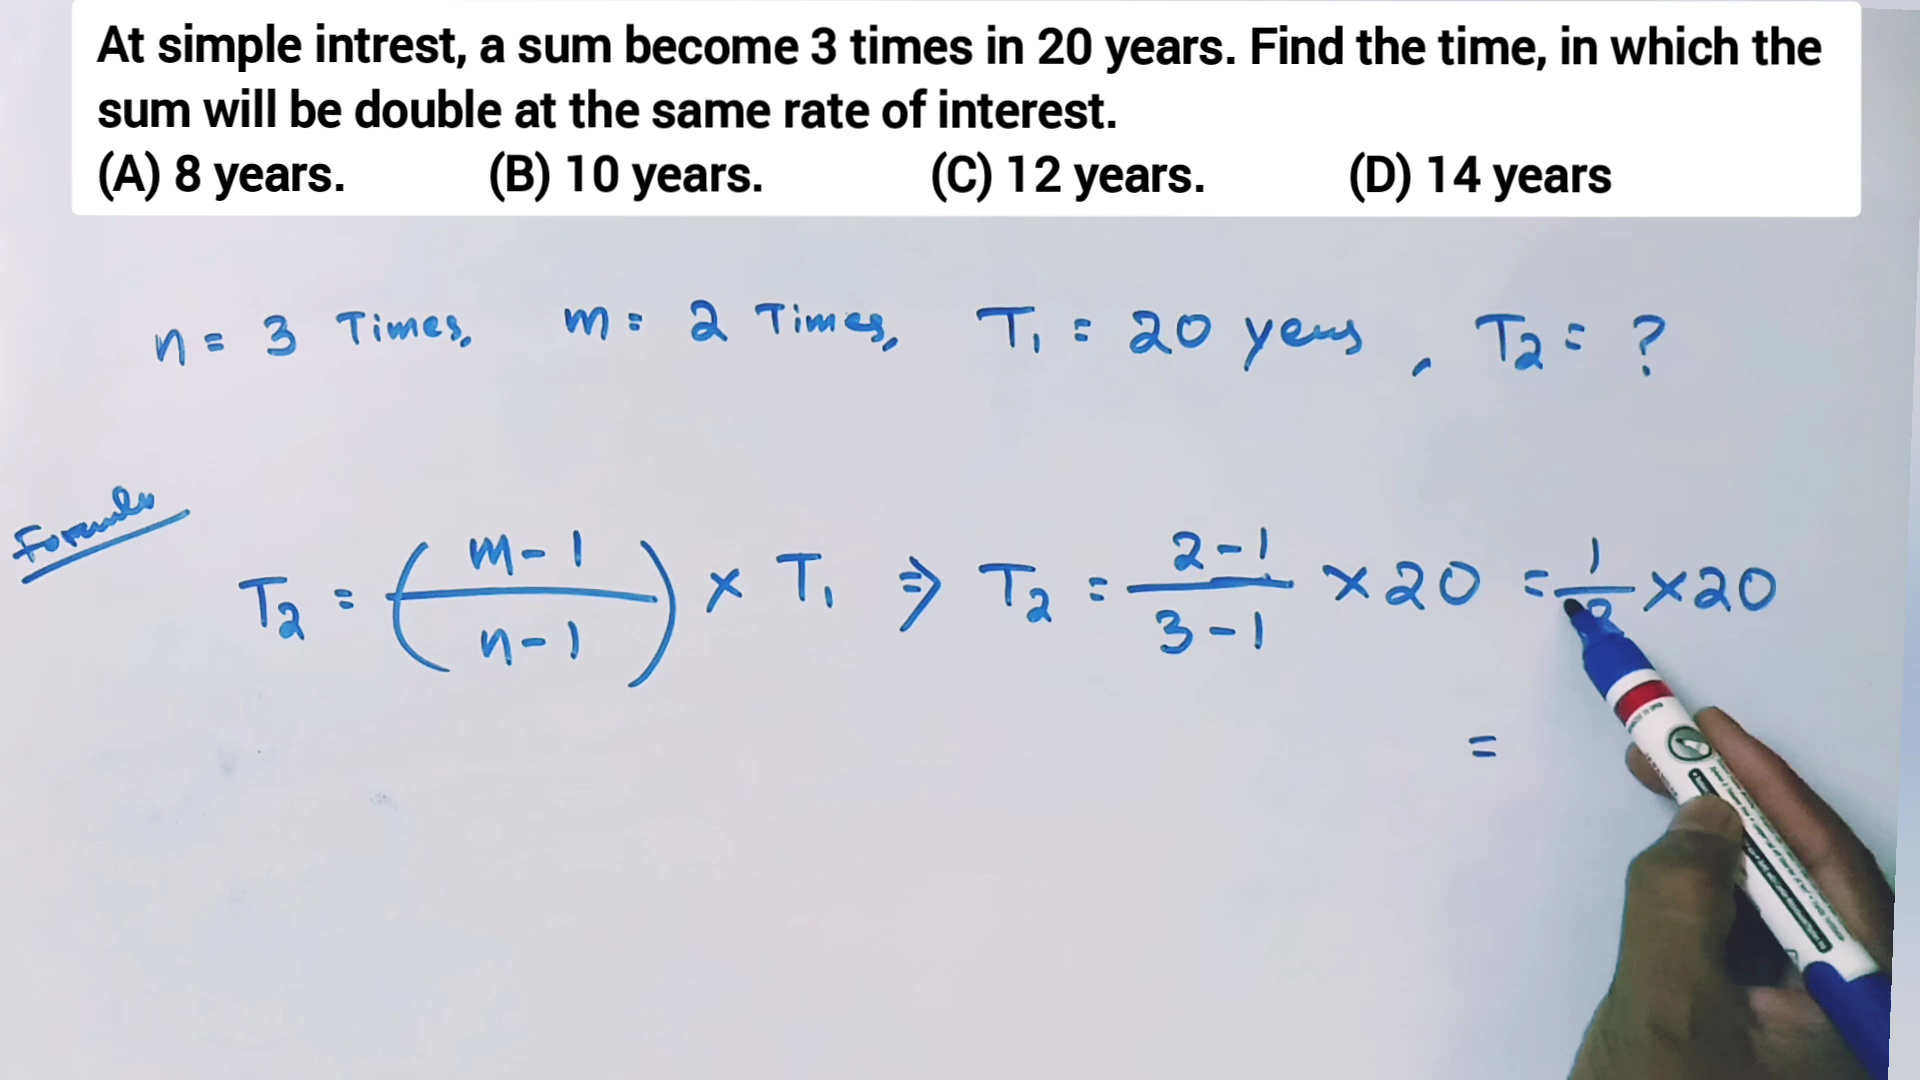 At simple intrest, a sum become 3 times in 20 years. Find the time, in which the
sum will be double at the same rate of interest.
(A) 8 years. (B) 10 years. (C) 12 years. (D) 14 years
n = 3 Times, m = 2 Times, T₁ = 20 years, T₂ = ?
Formula
T₂ = (m-1/n-1) × T₁ ⇒ T₂ = 2-1/3-1 × 20 = 1/2 × 20
=